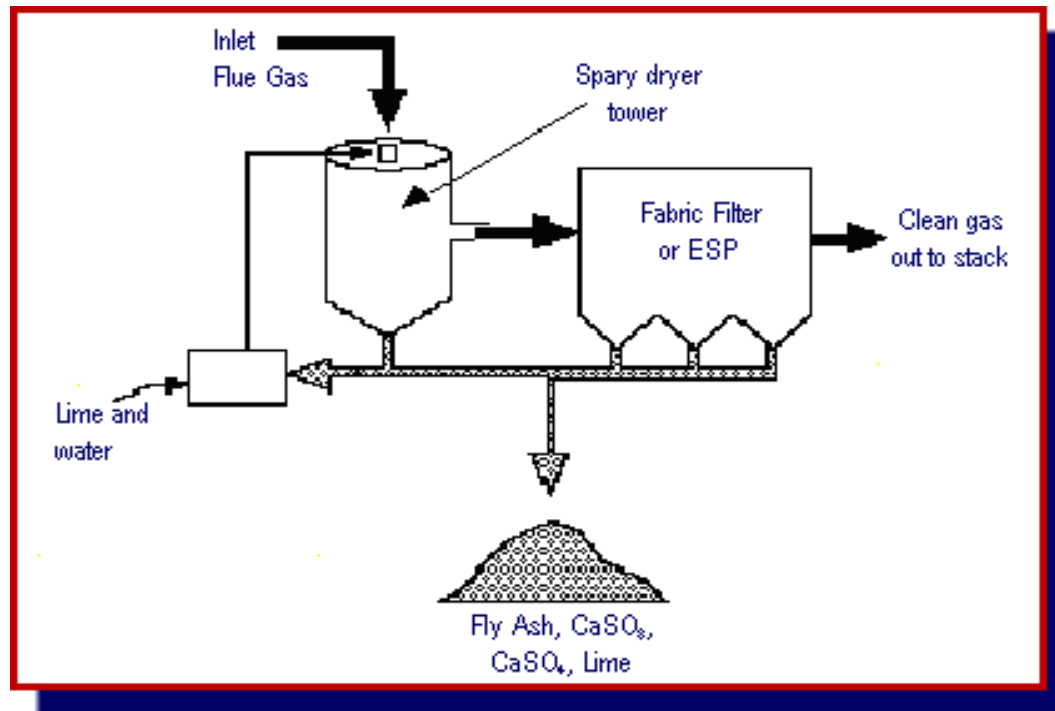 Inlet
Flue Gas
Spary dryer
tower
Fabric Filter
or ESP
Clean gas
out to stack
Lime and
water
Fly Ash, CaSO₃,
CaSO₄, Lime